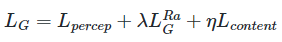 L_G = L_{percep} + λL_G^{Ra} + ηL_{content}